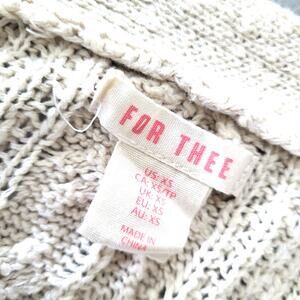 FOR THEE
US: XS
CA: XS/TP
UK: XS
EU: XS
AU: XS
MADE IN
CHINA